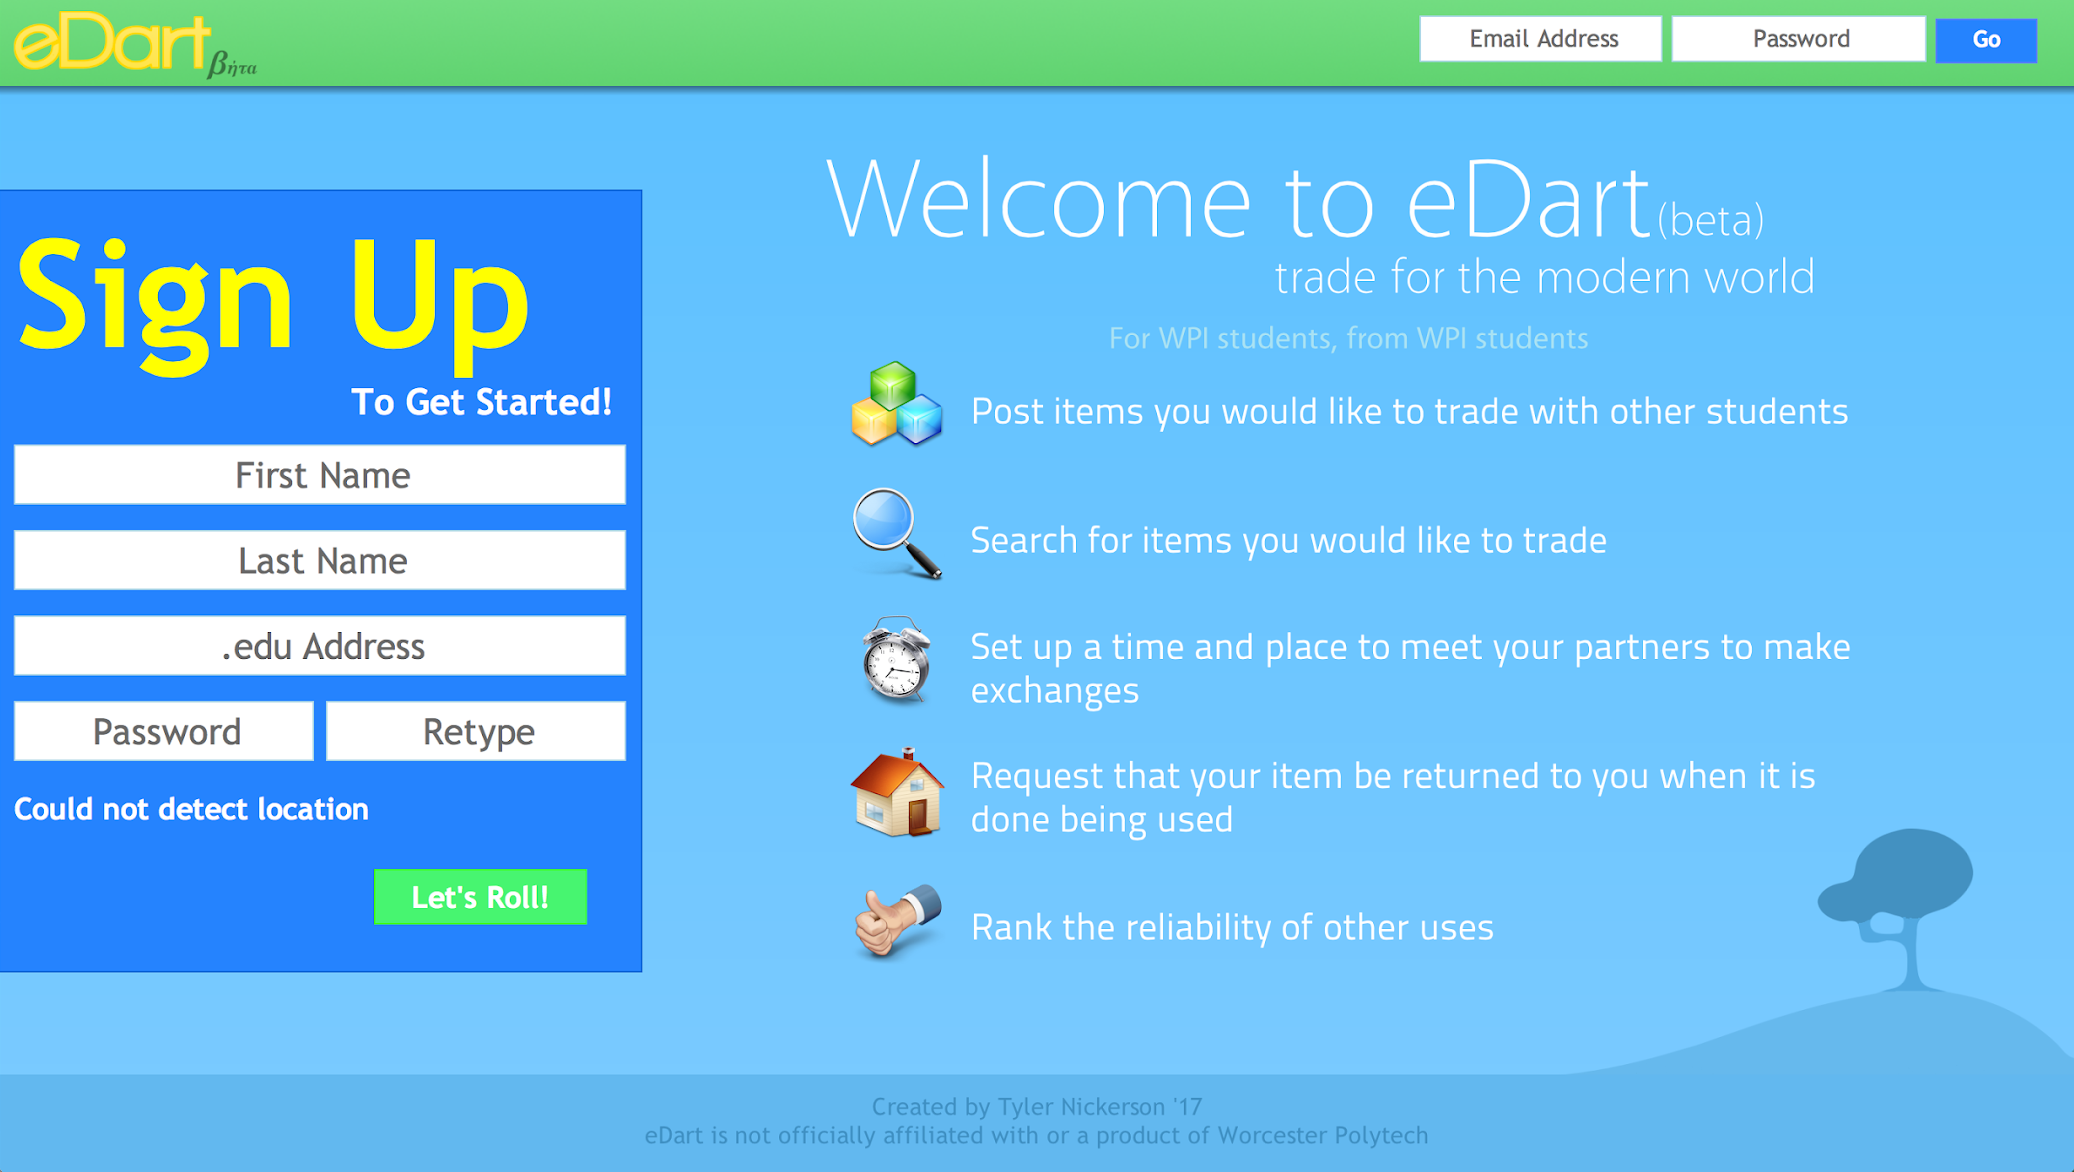 eDart βήτα
Email Address
Password
Go
Sign Up
To Get Started!
First Name
Last Name
.edu Address
Password
Retype
Could not detect location
Let's Roll!
Welcome to eDart(beta)
trade for the modern world
For WPI students, from WPI students
Post items you would like to trade with other students
Search for items you would like to trade
Set up a time and place to meet your partners to make
exchanges
Request that your item be returned to you when it is
done being used
Rank the reliability of other uses
Created by Tyler Nickerson '17
eDart is not officially affiliated with or a product of Worcester Polytech